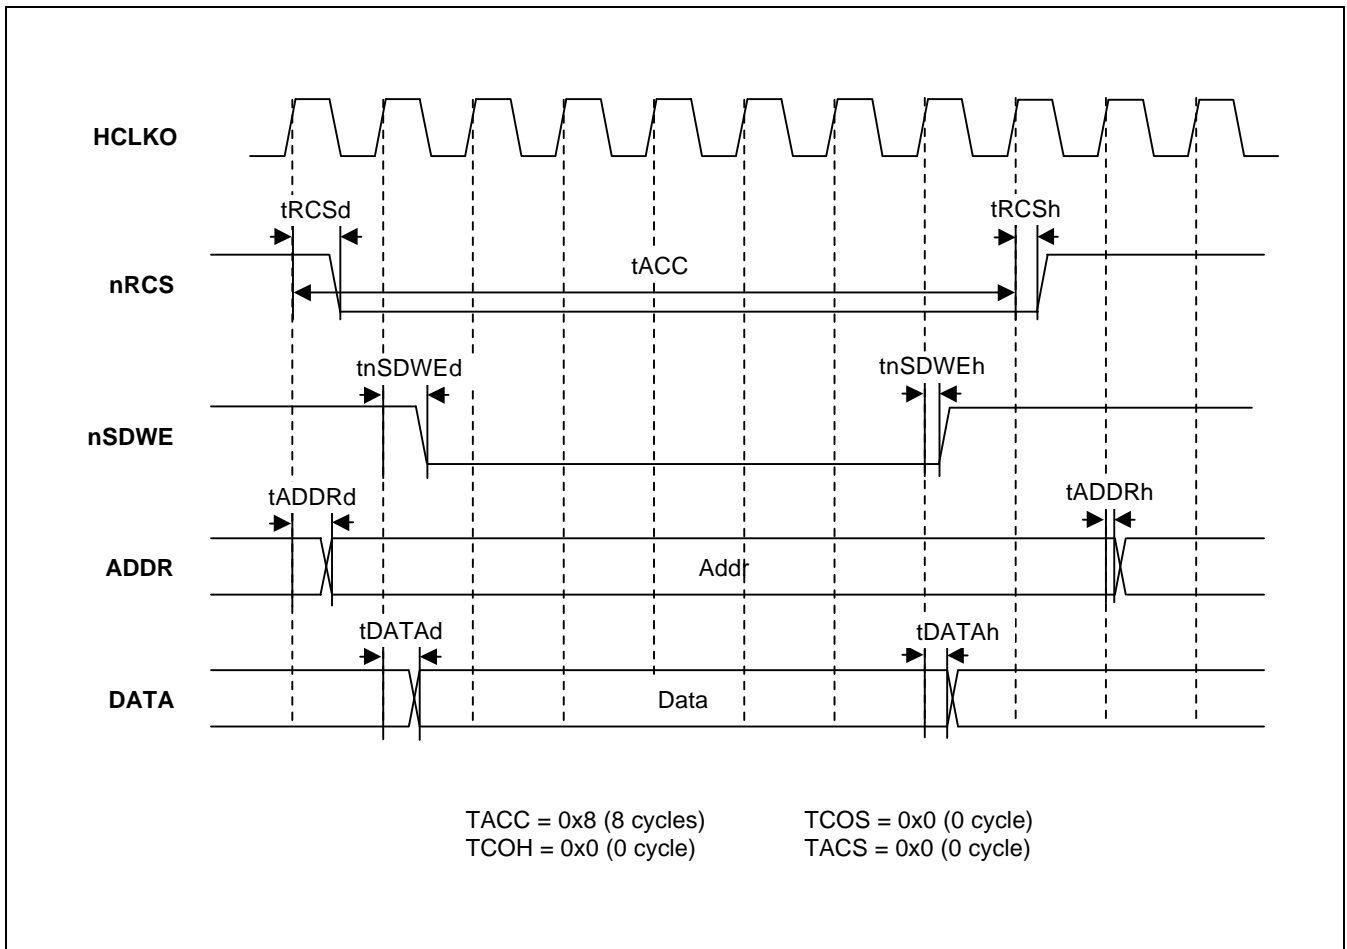 HCLKO
tRCSd
tRCSh
tACC
nRCS
tnSDWEd
tnSDWEh
nSDWE
tADDRd
tADDRh
ADDR
Addr
tDATAd
tDATAh
DATA
Data
TACC = 0x8 (8 cycles)
TCOS = 0x0 (0 cycle)
TCOH = 0x0 (0 cycle)
TACS = 0x0 (0 cycle)